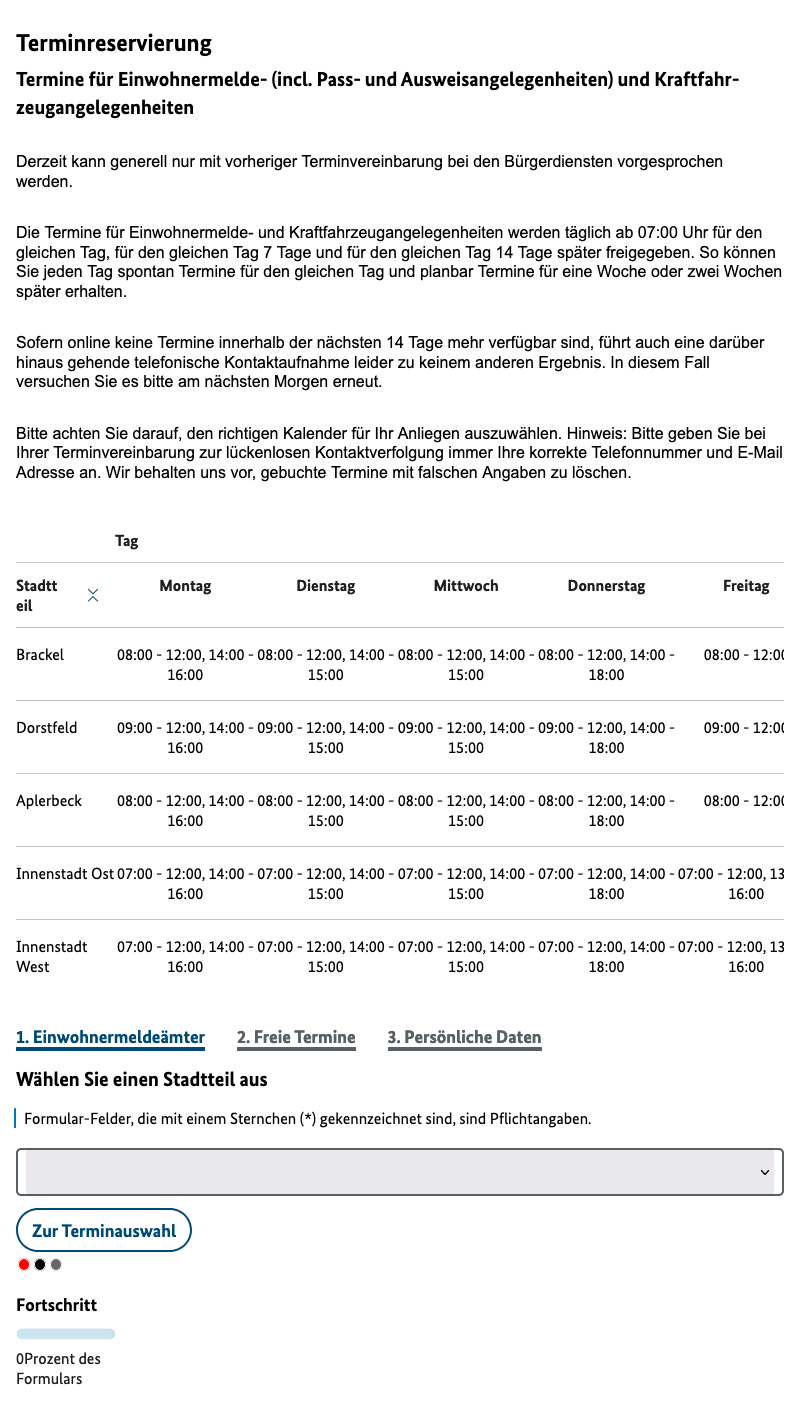 Terminreservierung
Termine für Einwohnermelde- (incl. Pass- und Ausweisangelegenheiten) und Kraftfahr-
zeugangelegenheiten
Derzeit kann generell nur mit vorheriger Terminvereinbarung bei den Bürgerdiensten vorgesprochen
werden.
Die Termine für Einwohnermelde- und Kraftfahrzeugangelegenheiten werden täglich ab 07:00 Uhr für den
gleichen Tag, für den gleichen Tag 7 Tage und für den gleichen Tag 14 Tage später freigegeben. So können
Sie jeden Tag spontan Termine für den gleichen Tag und planbar Termine für eine Woche oder zwei Wochen
später erhalten.
Sofern online keine Termine innerhalb der nächsten 14 Tage mehr verfügbar sind, führt auch eine darüber
hinaus gehende telefonische Kontaktaufnahme leider zu keinem anderen Ergebnis. In diesem Fall
versuchen Sie es bitte am nächsten Morgen erneut.
Bitte achten Sie darauf, den richtigen Kalender für Ihr Anliegen auszuwählen. Hinweis: Bitte geben Sie bei
Ihrer Terminvereinbarung zur lückenlosen Kontaktverfolgung immer Ihre korrekte Telefonnummer und E-Mail
Adresse an. Wir behalten uns vor, gebuchte Termine mit falschen Angaben zu löschen.
Tag
Stadtt Montag Dienstag Mittwoch Donnerstag Freitag
eil
Brackel 08:00 - 12:00, 14:00 - 08:00 - 12:00, 14:00 - 08:00 - 12:00, 14:00 - 08:00 - 12:00, 14:00 - 08:00 - 12:00
16:00 15:00 15:00 18:00
Dorstfeld 09:00 - 12:00, 14:00 - 09:00 - 12:00, 14:00 - 09:00 - 12:00, 14:00 - 09:00 - 12:00, 14:00 - 09:00 - 12:00
16:00 15:00 15:00 18:00
Aplerbeck 08:00 - 12:00, 14:00 - 08:00 - 12:00, 14:00 - 08:00 - 12:00, 14:00 - 08:00 - 12:00, 14:00 - 08:00 - 12:00
16:00 15:00 15:00 18:00
Innenstadt Ost 07:00 - 12:00, 14:00 - 07:00 - 12:00, 14:00 - 07:00 - 12:00, 14:00 - 07:00 - 12:00, 14:00 - 07:00 - 12:00, 13
16:00 15:00 15:00 18:00 16:00
Innenstadt 07:00 - 12:00, 14:00 - 07:00 - 12:00, 14:00 - 07:00 - 12:00, 14:00 - 07:00 - 12:00, 14:00 - 07:00 - 12:00, 13
West 16:00 15:00 15:00 18:00 16:00
1. Einwohnermeldeämter 2. Freie Termine 3. Persönliche Daten
Wählen Sie einen Stadtteil aus
Formular-Felder, die mit einem Sternchen (*) gekennzeichnet sind, sind Pflichtangaben.
Zur Terminauswahl
Fortschritt
0Prozent des
Formulars